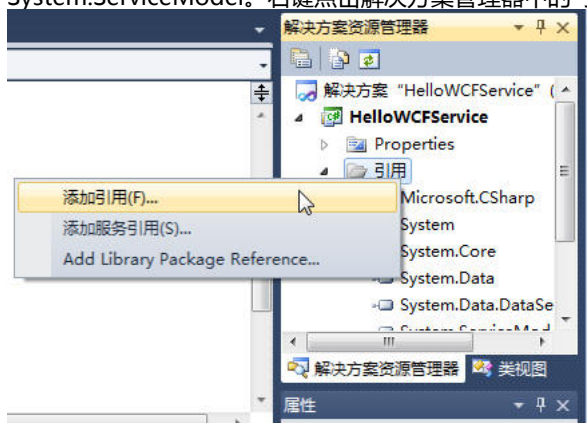 System.ServiceModel。右键点击解决方案管理器中的
解决方案资源管理器
解决方案 "HelloWCFService" (
HelloWCFService
Properties
引用
添加引用(F)...
Microsoft.CSharp
添加服务引用(S)...
System
Add Library Package Reference...
System.Core
System.Data
System.Data.DataSe
System.ServiceMod
解决方案资源管理器
类视图
属性